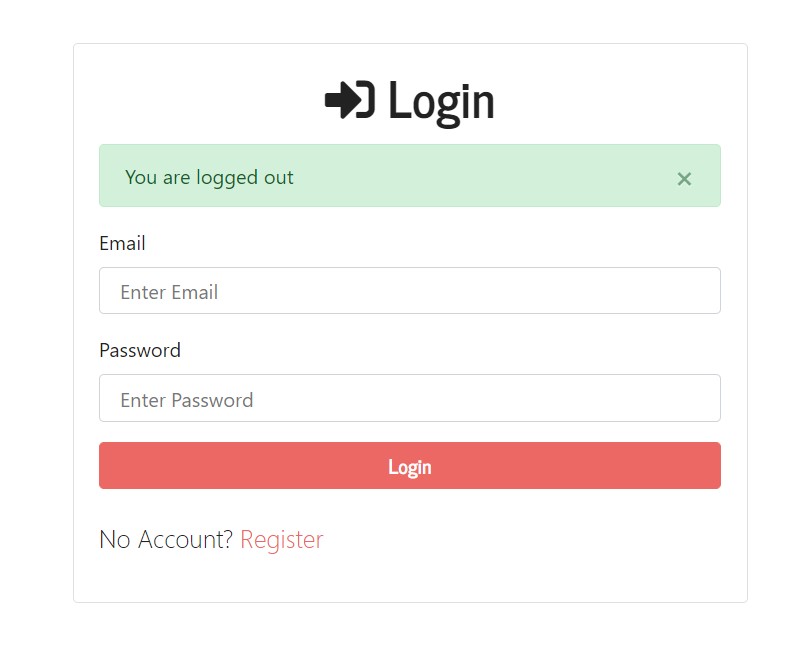 Login
You are logged out ×
Email
Enter Email
Password
Enter Password
Login
No Account? Register